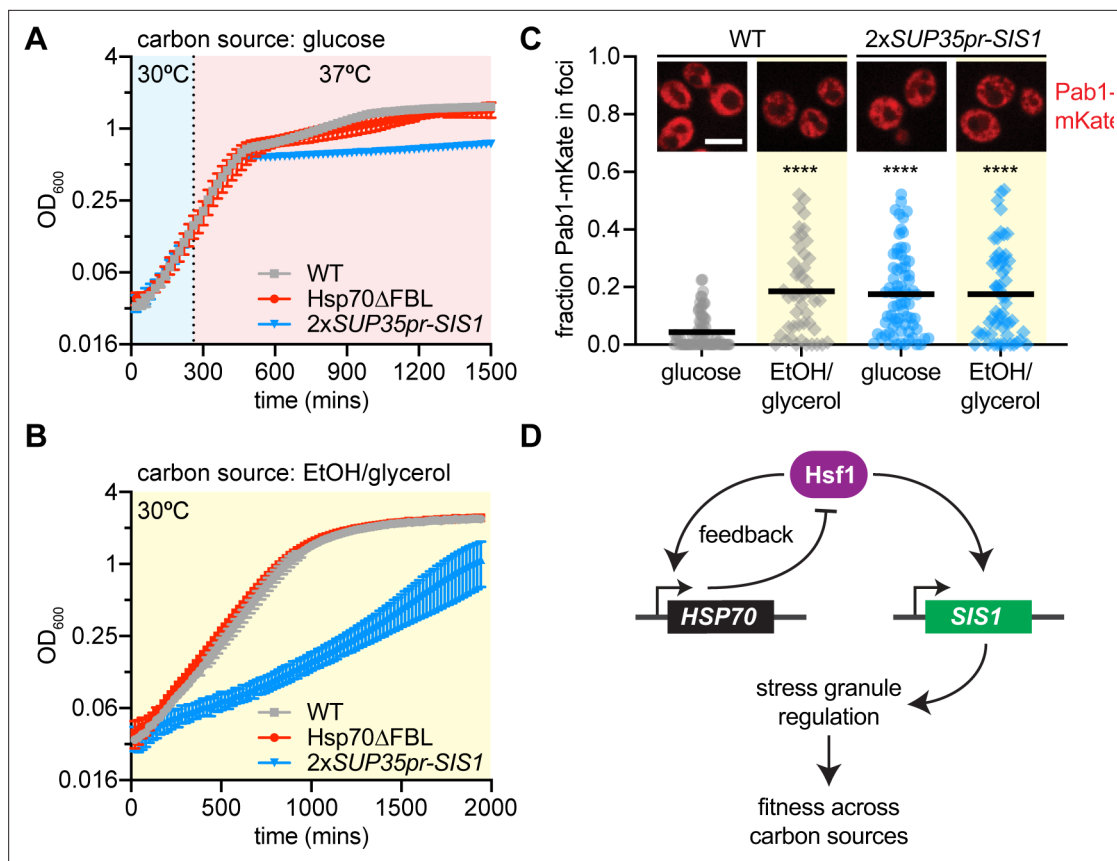 A
carbon source: glucose
30ºC
37ºC
4
1
0.25
0.06
0.016
OD600
WT
Hsp70ΔFBL
2xSUP35pr-SIS1
0
300
600
900
1200
1500
time (mins)
B
carbon source: EtOH/glycerol
30ºC
4
1
0.25
0.06
0.016
OD600
WT
Hsp70ΔFBL
2xSUP35pr-SIS1
0
500
1000
1500
2000
time (mins)
C
WT
2xSUP35pr-SIS1
Pab1-
mKate
1.0
0.8
0.6
0.4
0.2
0.0
fraction Pab1-mKate in foci
****
****
****
glucose
EtOH/
glycerol
glucose
EtOH/
glycerol
D
Hsf1
feedback
HSP70
SIS1
stress granule
regulation
fitness across
carbon sources